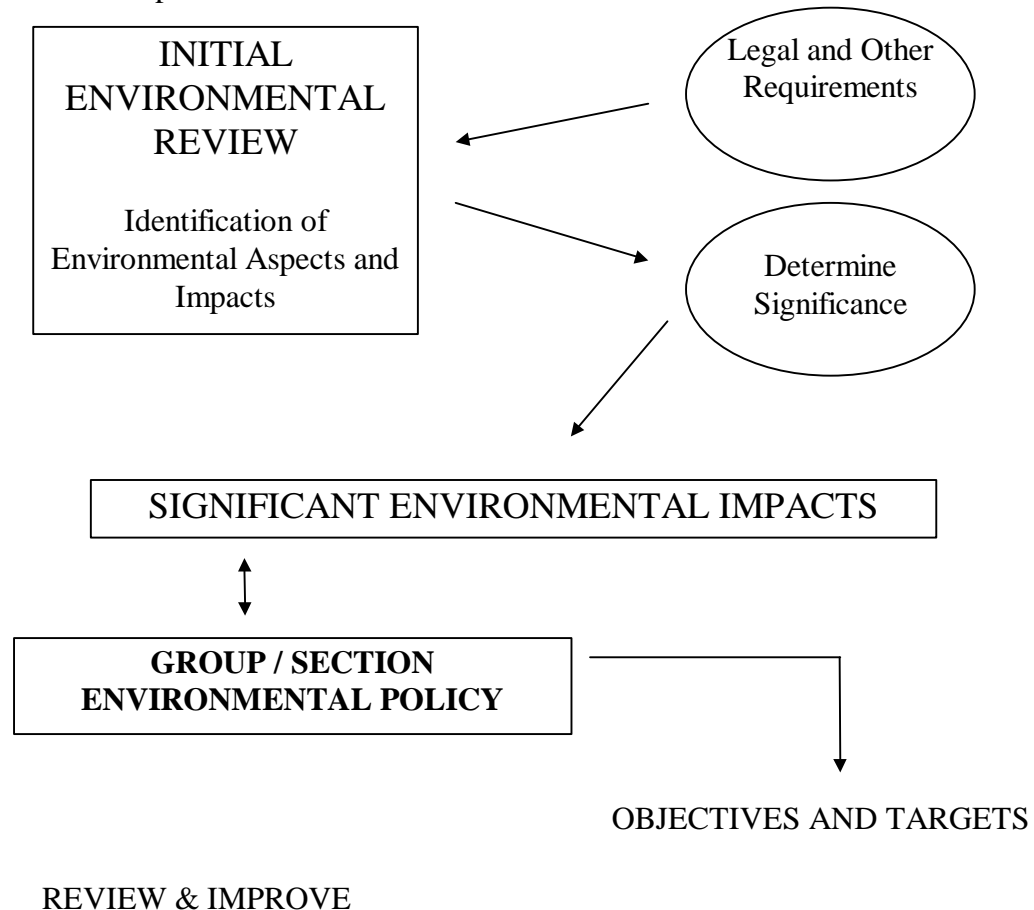 INITIAL
ENVIRONMENTAL
REVIEW
Identification of
Environmental Aspects and
Impacts
Legal and Other
Requirements
Determine
Significance
SIGNIFICANT ENVIRONMENTAL IMPACTS
GROUP / SECTION
ENVIRONMENTAL POLICY
OBJECTIVES AND TARGETS
REVIEW & IMPROVE